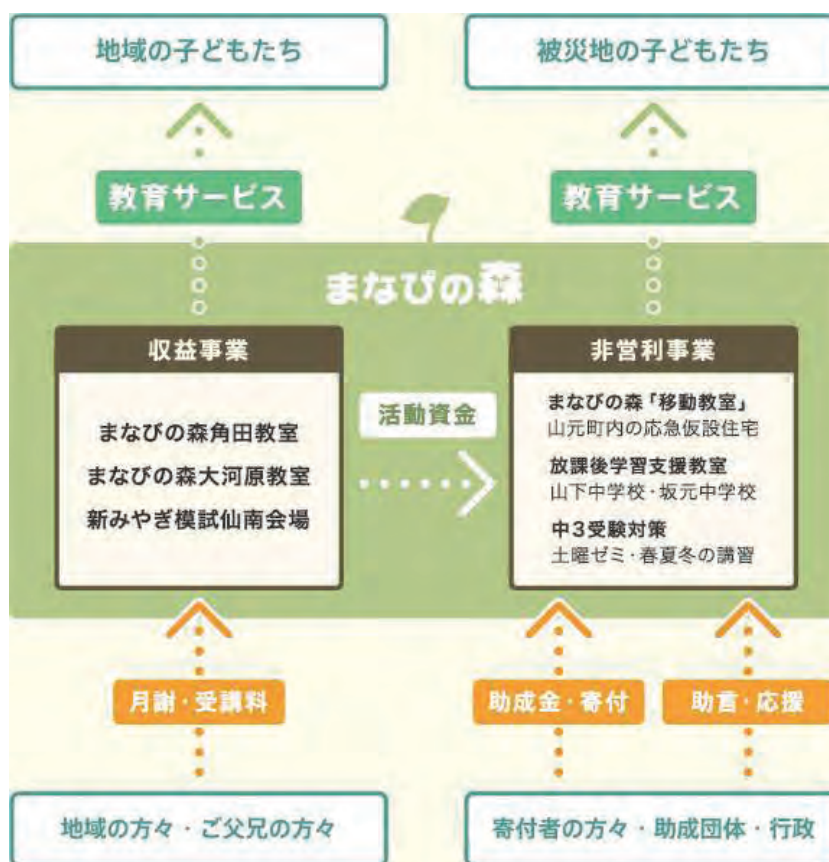 地域の子どもたち
被災地の子どもたち
教育サービス
教育サービス
まなびの森
収益事業
まなびの森角田教室
まなびの森大河原教室
新みやぎ模試仙南会場
活動資金
非営利事業
まなびの森「移動教室」
山元町内の応急仮設住宅
放課後学習支援教室
山下中学校・坂元中学校
中3受験対策
土曜ゼミ・春夏冬の講習
月謝・受講料
助成金・寄付
助言・応援
地域の方々・ご父兄の方々
寄付者の方々・助成団体・行政